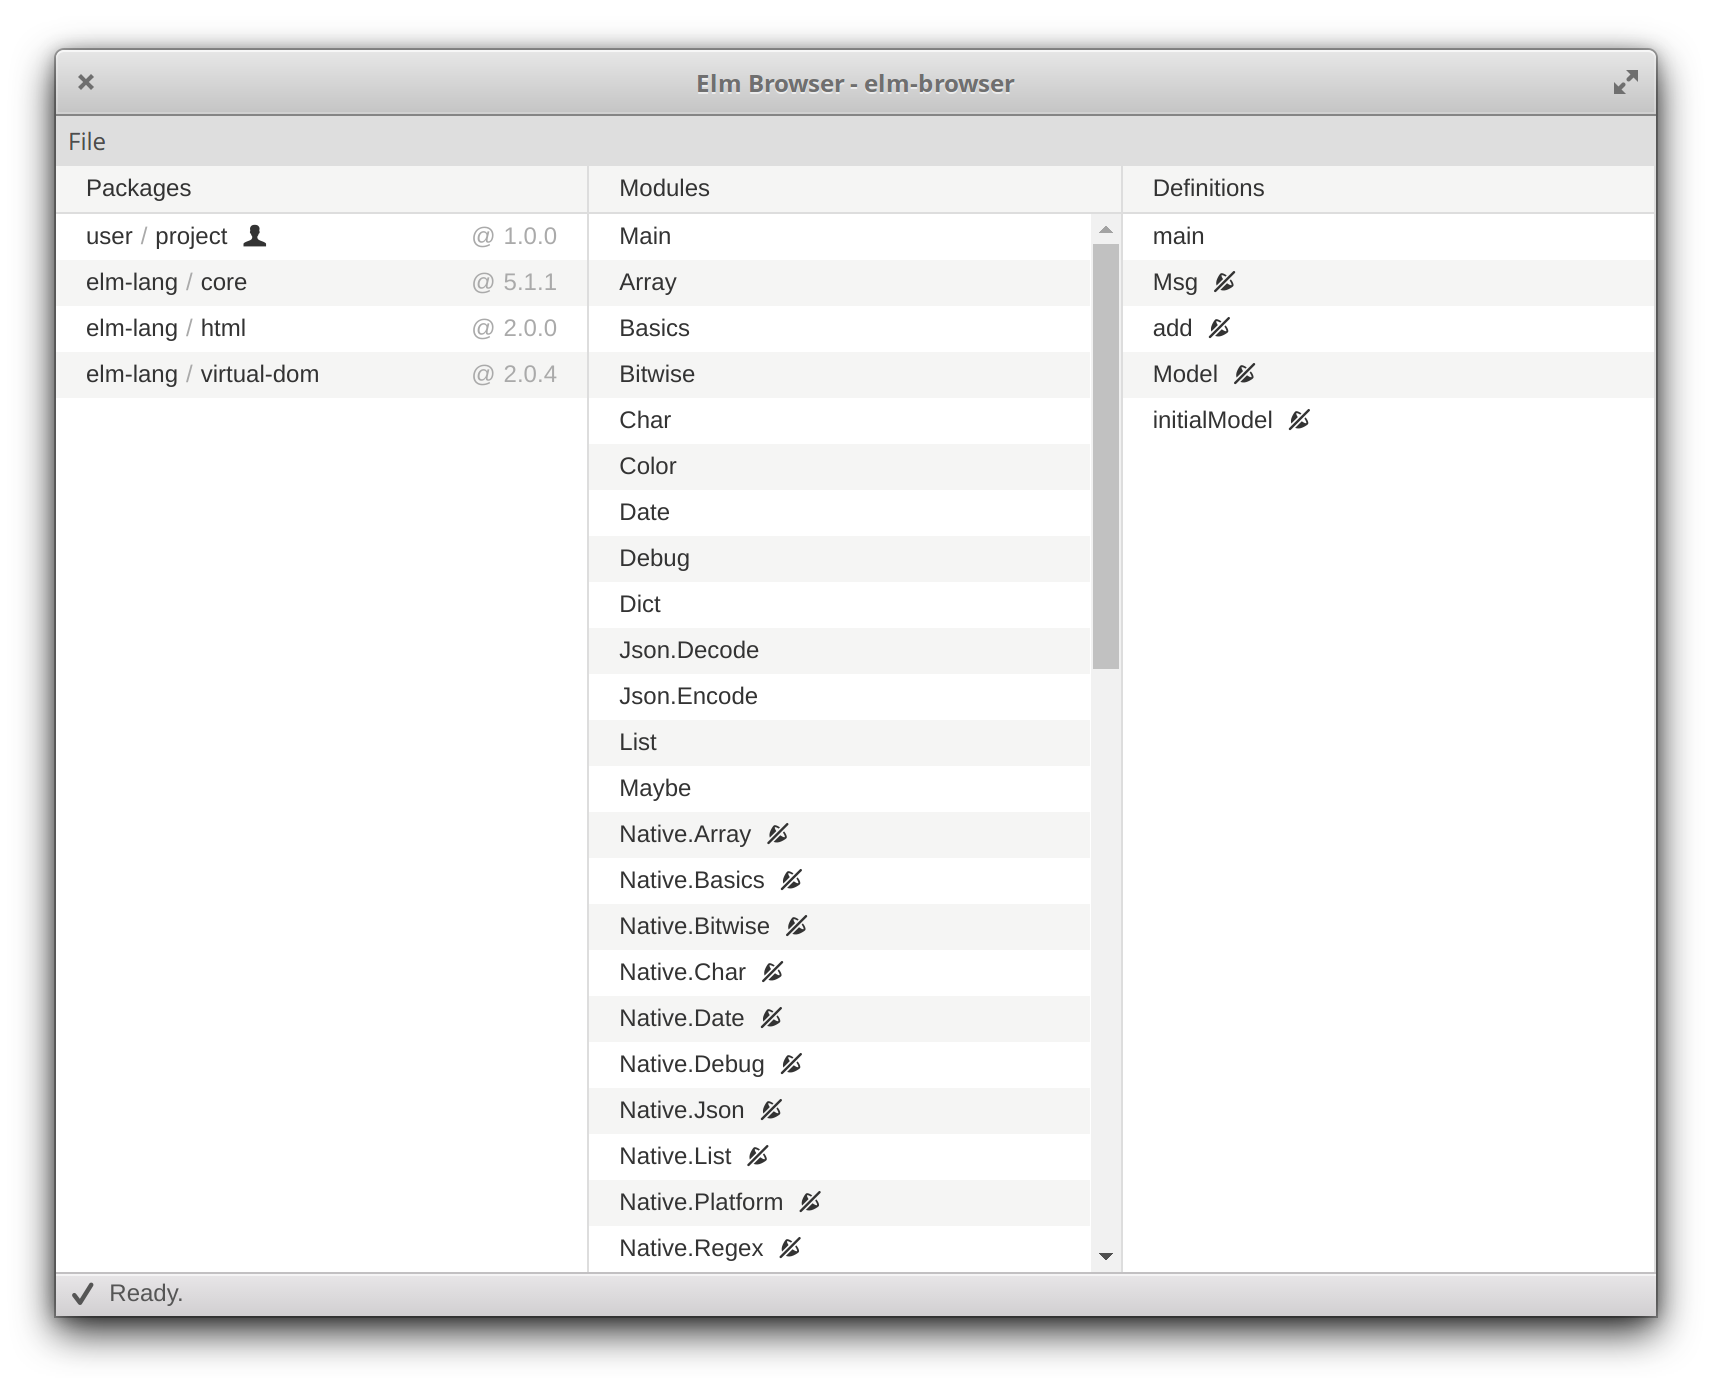 Elm Browser - elm-browser
File
Packages
user / project @ 1.0.0
elm-lang / core @ 5.1.1
elm-lang / html @ 2.0.0
elm-lang / virtual-dom @ 2.0.4
Modules
Main
Array
Basics
Bitwise
Char
Color
Date
Debug
Dict
Json.Decode
Json.Encode
List
Maybe
Native.Array
Native.Basics
Native.Bitwise
Native.Char
Native.Date
Native.Debug
Native.Json
Native.List
Native.Platform
Native.Regex
Definitions
main
Msg
add
Model
initialModel
Ready.